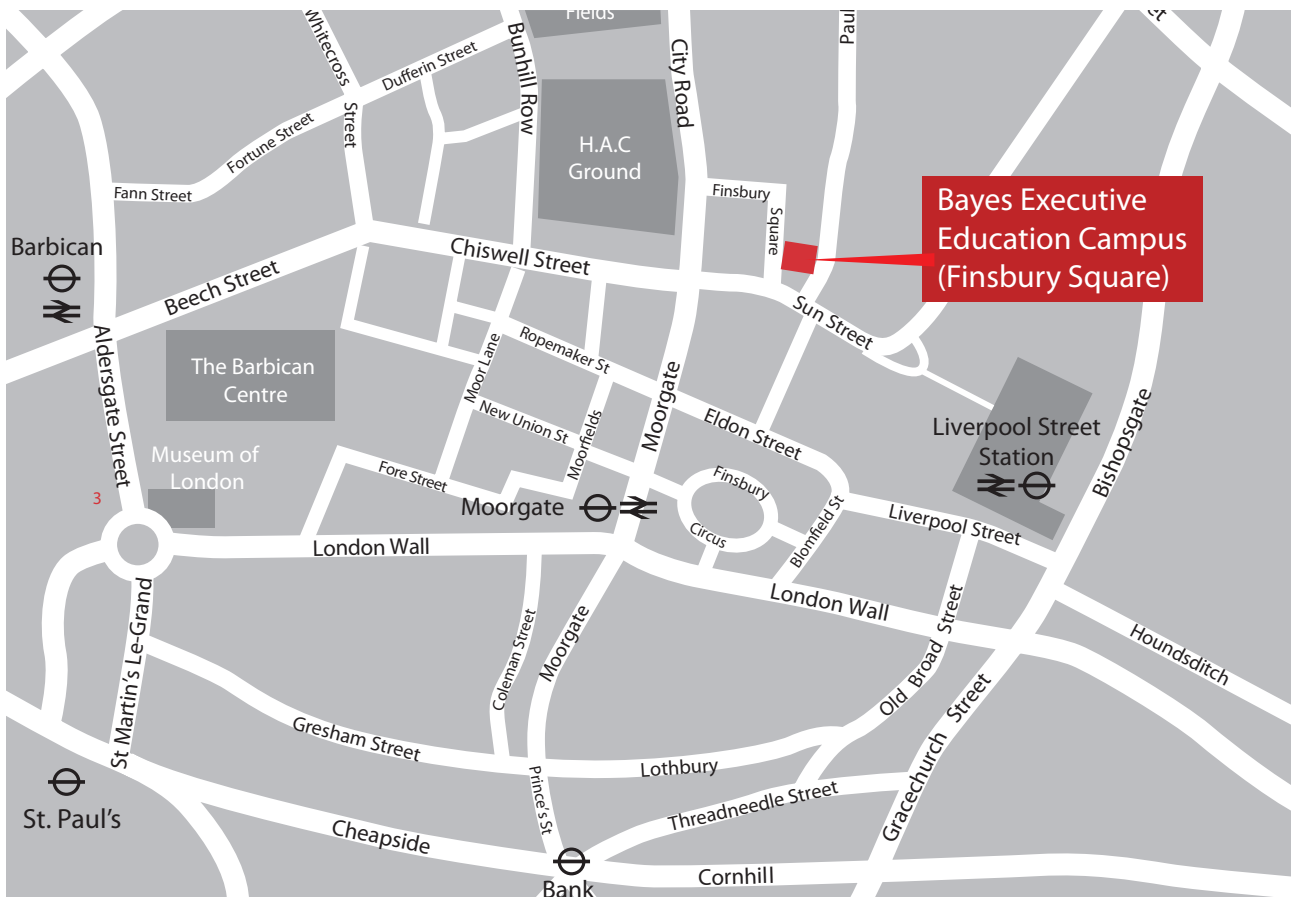 Fields
Whitecross
Street
Dufferin Street
Bunhill Row
City Road
Paul
et
Fortune Street
H.A.C
Ground
Fann Street
Finsbury
Square
Bayes Executive
Education Campus
(Finsbury Square)
Barbican
Chiswell Street
Beech Street
Sun Street
Aldersgate Street
The Barbican
Centre
Ropemaker St
Moor Lane
Moorgate
New Union St
Moorfields
Eldon Street
Liverpool Street
Station
Bishopsgate
Museum of
London
3
Fore Street
Moorgate
Finsbury
Circus
Blomfield St
Liverpool Street
London Wall
London Wall
St Martin's Le-Grand
Coleman Street
Moorgate
Old Broad Street
Houndsditch
Gresham Street
Lothbury
Gracechurch Street
Prince's St
Threadneedle Street
St. Paul's
Cheapside
Bank
Cornhill